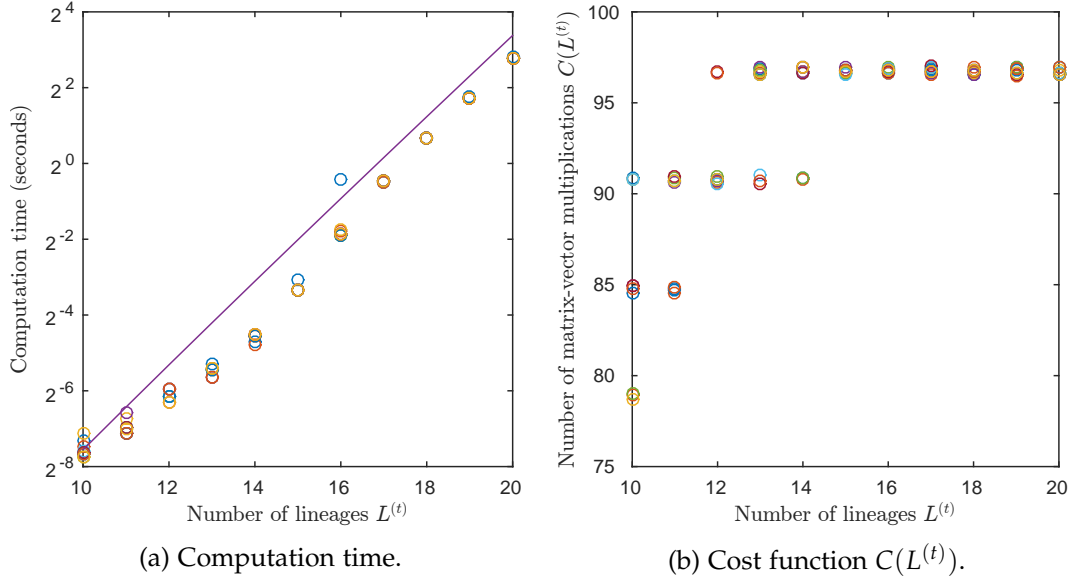 2^4
2^2
2^0
2^-2
2^-4
2^-6
2^-8
Computation time (seconds)
10 12 14 16 18 20
Number of lineages L^(t)
(a) Computation time.
100
95
90
85
80
75
Number of matrix-vector multiplications C(L^(t))
10 12 14 16 18 20
Number of lineages L^(t)
(b) Cost function C(L^(t)).